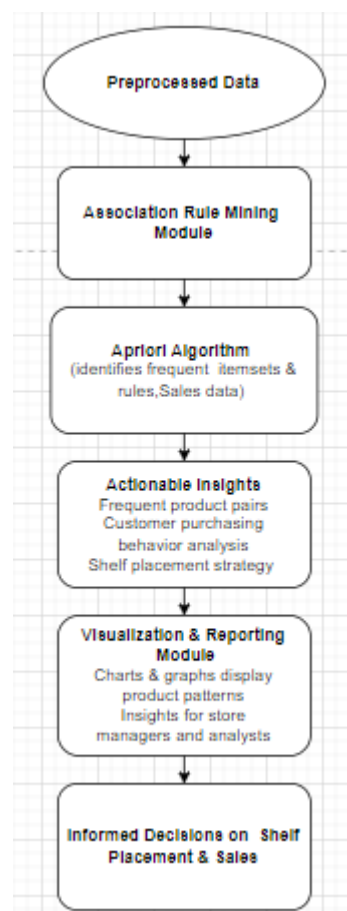 Preprocessed Data
Association Rule Mining
Module
Apriori Algorithm
(identifies frequent itemsets &
rules,Sales data)
Actionable Insights
Frequent product pairs
Customer purchasing
behavior analysis
Shelf placement strategy
Visualization & Reporting
Module
Charts & graphs display
product patterns
Insights for store
managers and analysts
Informed Decisions on Shelf
Placement & Sales